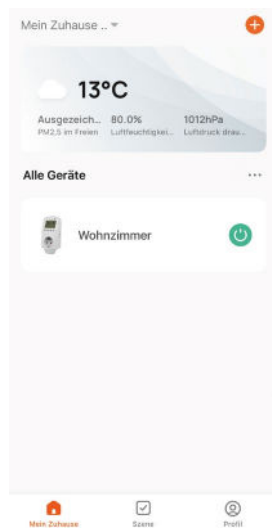 Mein Zuhause ..
13°C
Ausgezeich... 80.0% 1012hPa
PM2,5 im Freien Luftfeuchtigkei... Luftdruck drau...
Alle Geräte ...
Wohnzimmer
Mein Zuhause Szene Profil